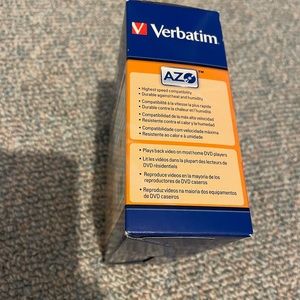 Verbatim.
AZO™
• Highest speed compatibility
• Durable against heat and humidity
• Compatibilité à la vitesse la plus rapide
• Durable contre la chaleur et l'humidité
• Compatibilidad de la más alta velocidad
• Resistente contra el calor y la humedad
• Compatibilidade com velocidade máxima
• Resistente ao calor e à umidade
• Plays back video on most home DVD players
• Lit les vidéos dans la plupart des lecteurs de
DVD résidentiels
• Reproduce videos en la mayoría de los
reproductores de DVD caseros
• Reproduz vídeos na maioria dos equipamentos
de DVD caseiros